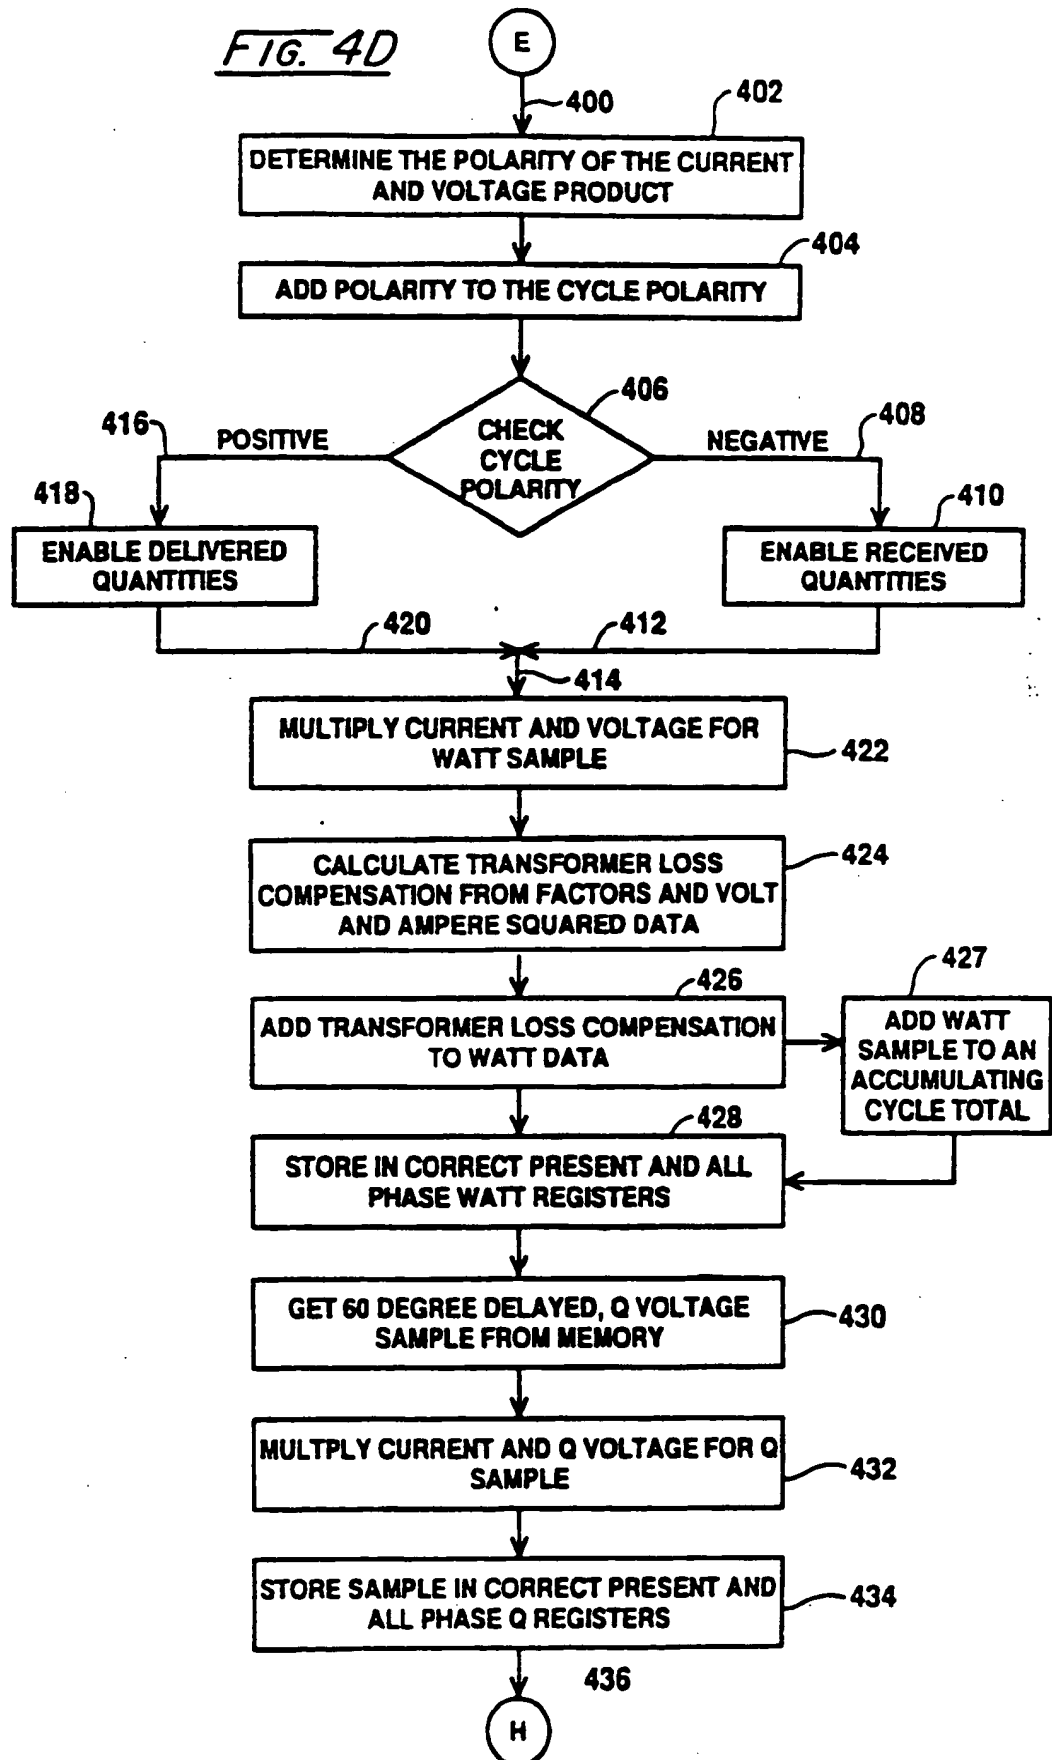 FIG. 4D
E
400
402
DETERMINE THE POLARITY OF THE CURRENT
AND VOLTAGE PRODUCT
404
ADD POLARITY TO THE CYCLE POLARITY
406
CHECK
CYCLE
POLARITY
416
POSITIVE
NEGATIVE
408
418
ENABLE DELIVERED
QUANTITIES
410
ENABLE RECEIVED
QUANTITIES
420
412
414
MULTIPLY CURRENT AND VOLTAGE FOR
WATT SAMPLE
422
CALCULATE TRANSFORMER LOSS
COMPENSATION FROM FACTORS AND VOLT
AND AMPERE SQUARED DATA
424
426
ADD TRANSFORMER LOSS COMPENSATION
TO WATT DATA
427
ADD WATT
SAMPLE TO AN
ACCUMULATING
CYCLE TOTAL
428
STORE IN CORRECT PRESENT AND ALL
PHASE WATT REGISTERS
GET 60 DEGREE DELAYED, Q VOLTAGE
SAMPLE FROM MEMORY
430
MULTPLY CURRENT AND Q VOLTAGE FOR Q
SAMPLE
432
STORE SAMPLE IN CORRECT PRESENT AND
ALL PHASE Q REGISTERS
434
436
H